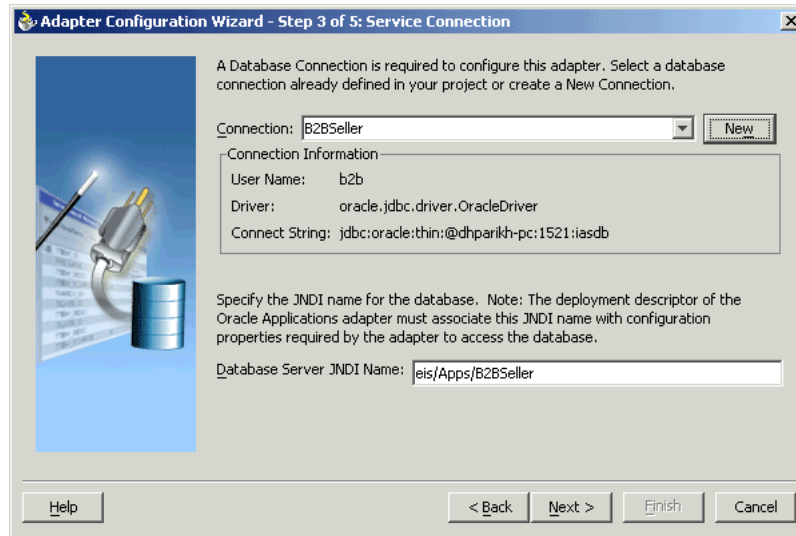 Adapter Configuration Wizard - Step 3 of 5: Service Connection
A Database Connection is required to configure this adapter. Select a database
connection already defined in your project or create a New Connection.
Connection: B2BSeller New
Connection Information
User Name: b2b
Driver: oracle.jdbc.driver.OracleDriver
Connect String: jdbc:oracle:thin:@dhparikh-pc:1521:iasdb
Specify the JNDI name for the database. Note: The deployment descriptor of the
Oracle Applications adapter must associate this JNDI name with configuration
properties required by the adapter to access the database.
Database Server JNDI Name: eis/Apps/B2BSeller
Help < Back Next > Finish Cancel